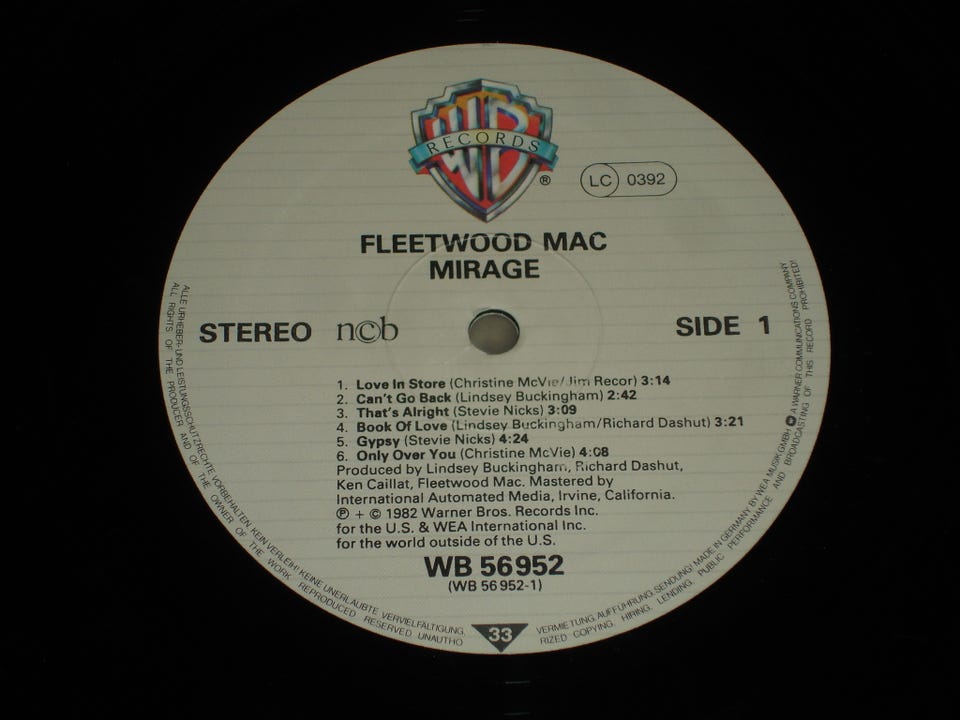 WB
RECORDS
®
LC 0392
FLEETWOOD MAC
MIRAGE
STEREO n©b SIDE 1
1. Love In Store (Christine McVie/Jim Recor) 3:14
2. Can't Go Back (Lindsey Buckingham) 2:42
3. That's Alright (Stevie Nicks) 3:09
4. Book Of Love (Lindsey Buckingham/Richard Dashut) 3:21
5. Gypsy (Stevie Nicks) 4:24
6. Only Over You (Christine McVie) 4:08
Produced by Lindsey Buckingham, Richard Dashut,
Ken Caillat, Fleetwood Mac. Mastered by
International Automated Media, Irvine, California.
℗ + © 1982 Warner Bros. Records Inc.
for the U.S. & WEA International Inc.
for the world outside of the U.S.
WB 56 952
(WB 56 952-1)
33
ALLE URHEBER- UND LEISTUNGSSCHUTZRECHTE VORBEHALTEN. KEIN VERLEIH! KEINE UNERLAUBTE VERVIELFÄLTIGUNG, VERMIETUNG, AUFFÜHRUNG, SENDUNG! MADE IN GERMANY BY WEA MUSIK GMBH A WARNER COMMUNICATIONS COMPANY
ALL RIGHTS OF THE PRODUCER AND OF THE OWNER OF THE WORK REPRODUCED RESERVED UNAUTHORIZED COPYING, HIRING, LENDING, PUBLIC PERFORMANCE AND BROADCASTING OF THIS RECORD PROHIBITED!